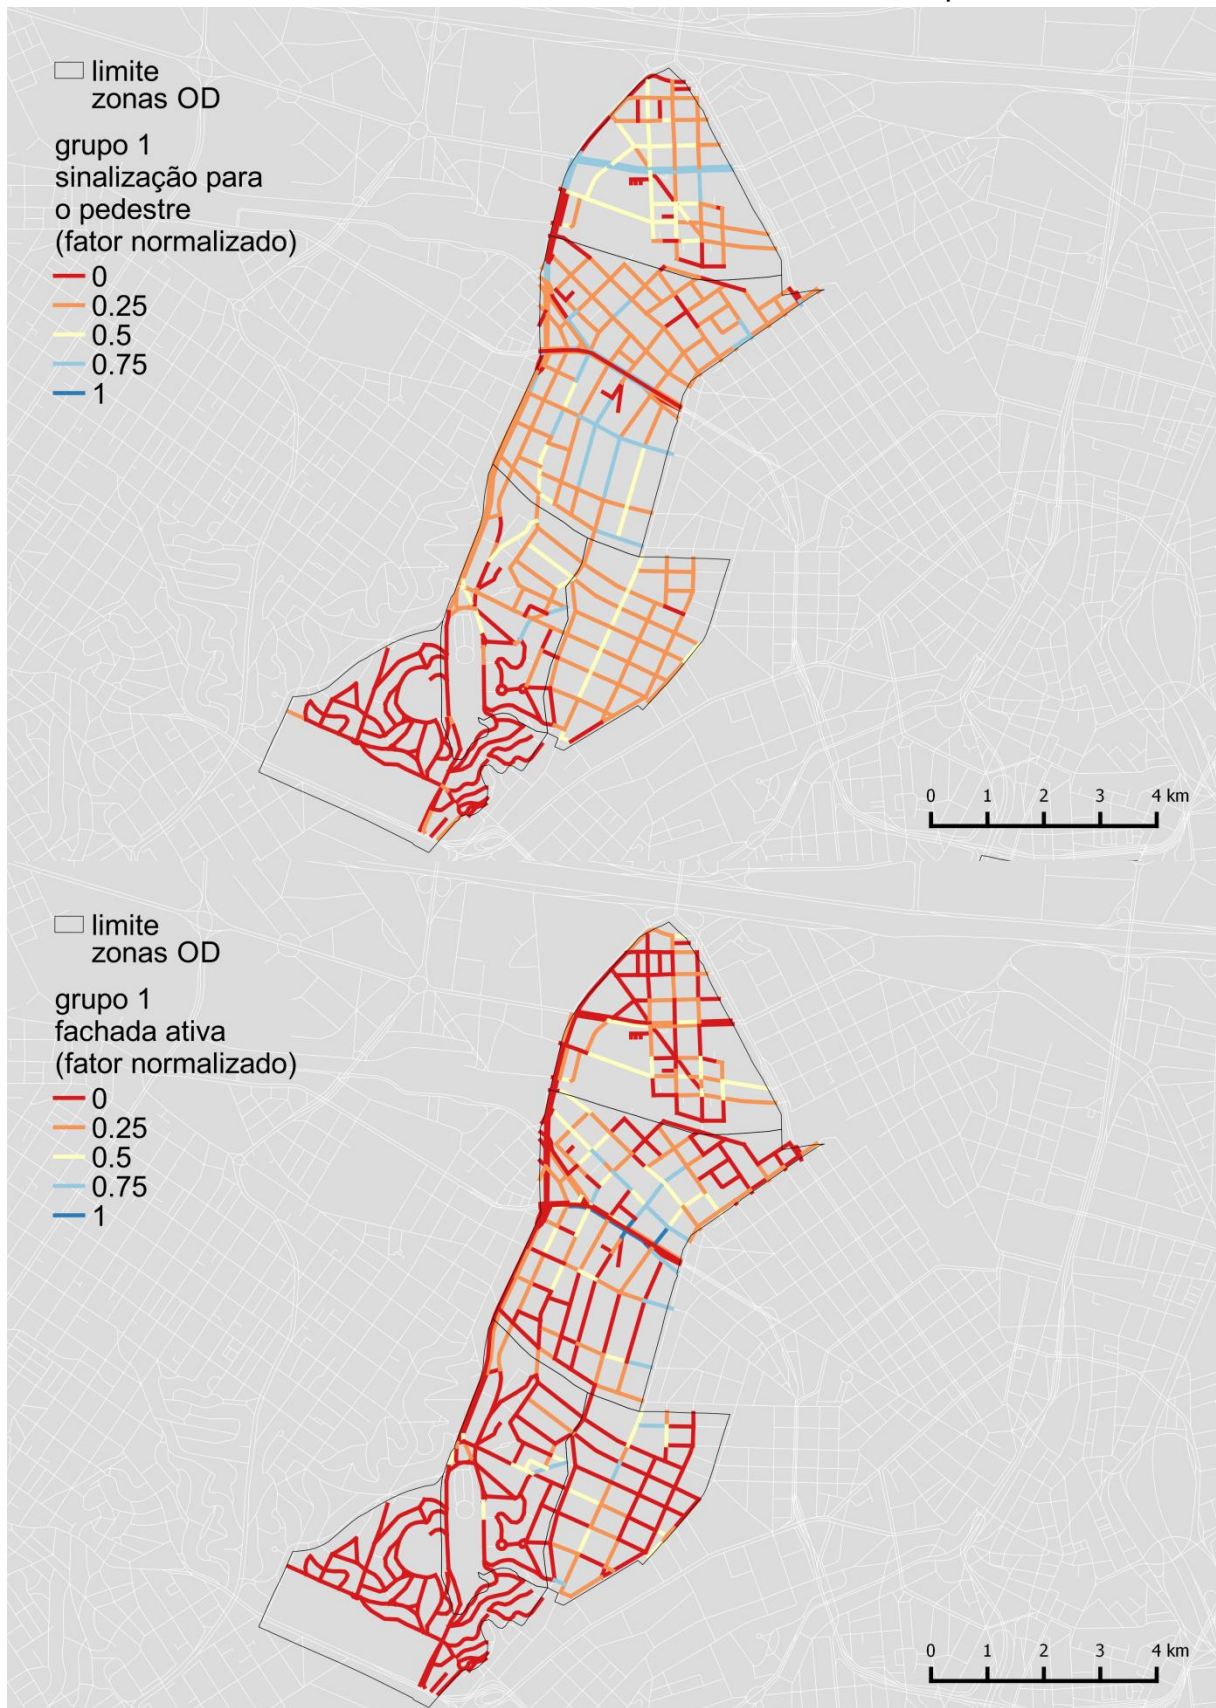 limite
zonas OD
grupo 1
sinalização para
o pedestre
(fator normalizado)
0
0.25
0.5
0.75
1
0 1 2 3 4 km
limite
zonas OD
grupo 1
fachada ativa
(fator normalizado)
0
0.25
0.5
0.75
1
0 1 2 3 4 km